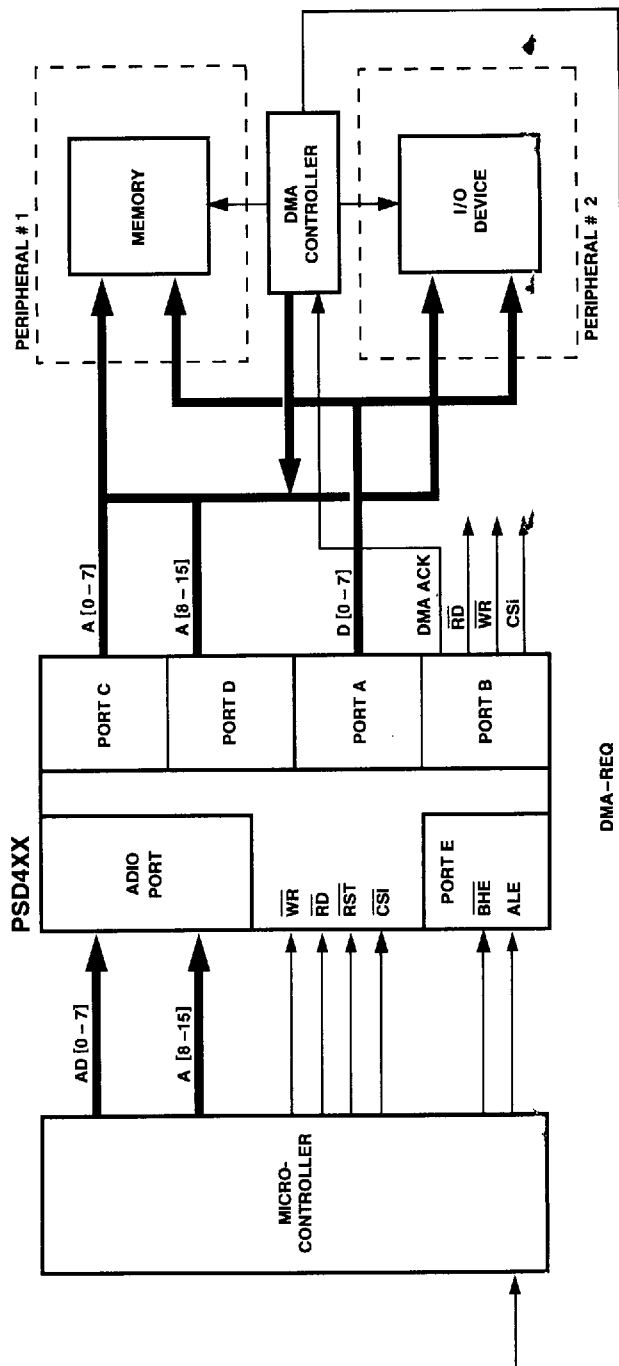 PSD4XX
MICRO-
CONTROLLER
AD [0 – 7]
A [8 –15]
ADIO
PORT
WR
RD
RST
CSI
PORT E
BHE
ALE
PORT C
PORT D
PORT A
PORT B
A [0 – 7]
A [8 – 15]
D [0 – 7]
DMA ACK
RD
WR
CSi
PERIPHERAL # 1
MEMORY
DMA
CONTROLLER
I/O
DEVICE
PERIPHERAL # 2
DMA–REQ